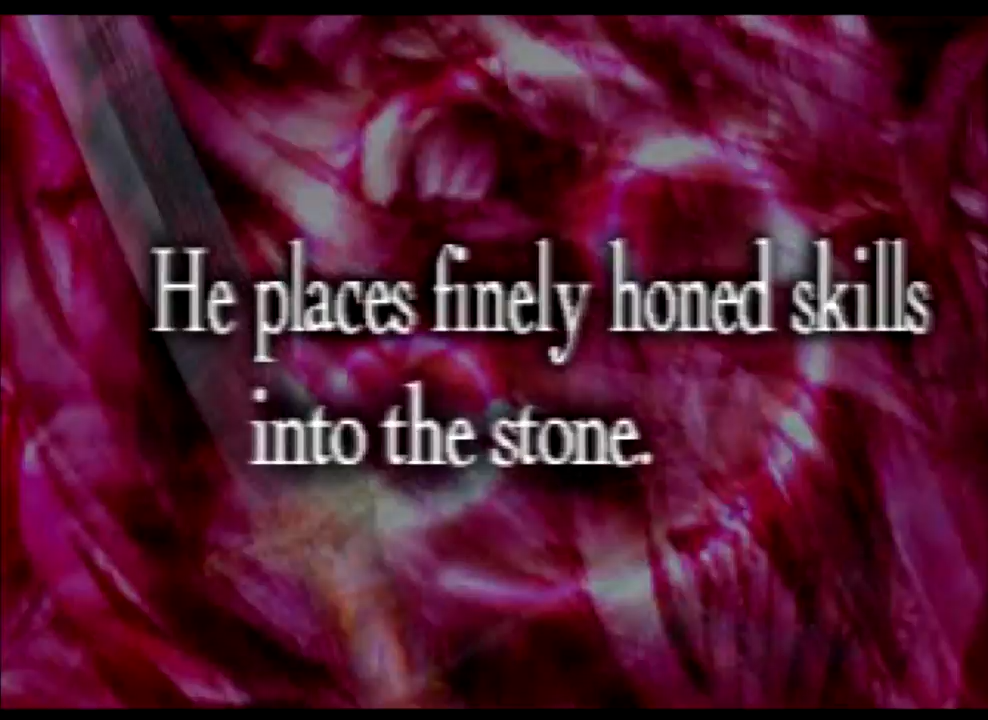 He places finely honed skills
into the stone.